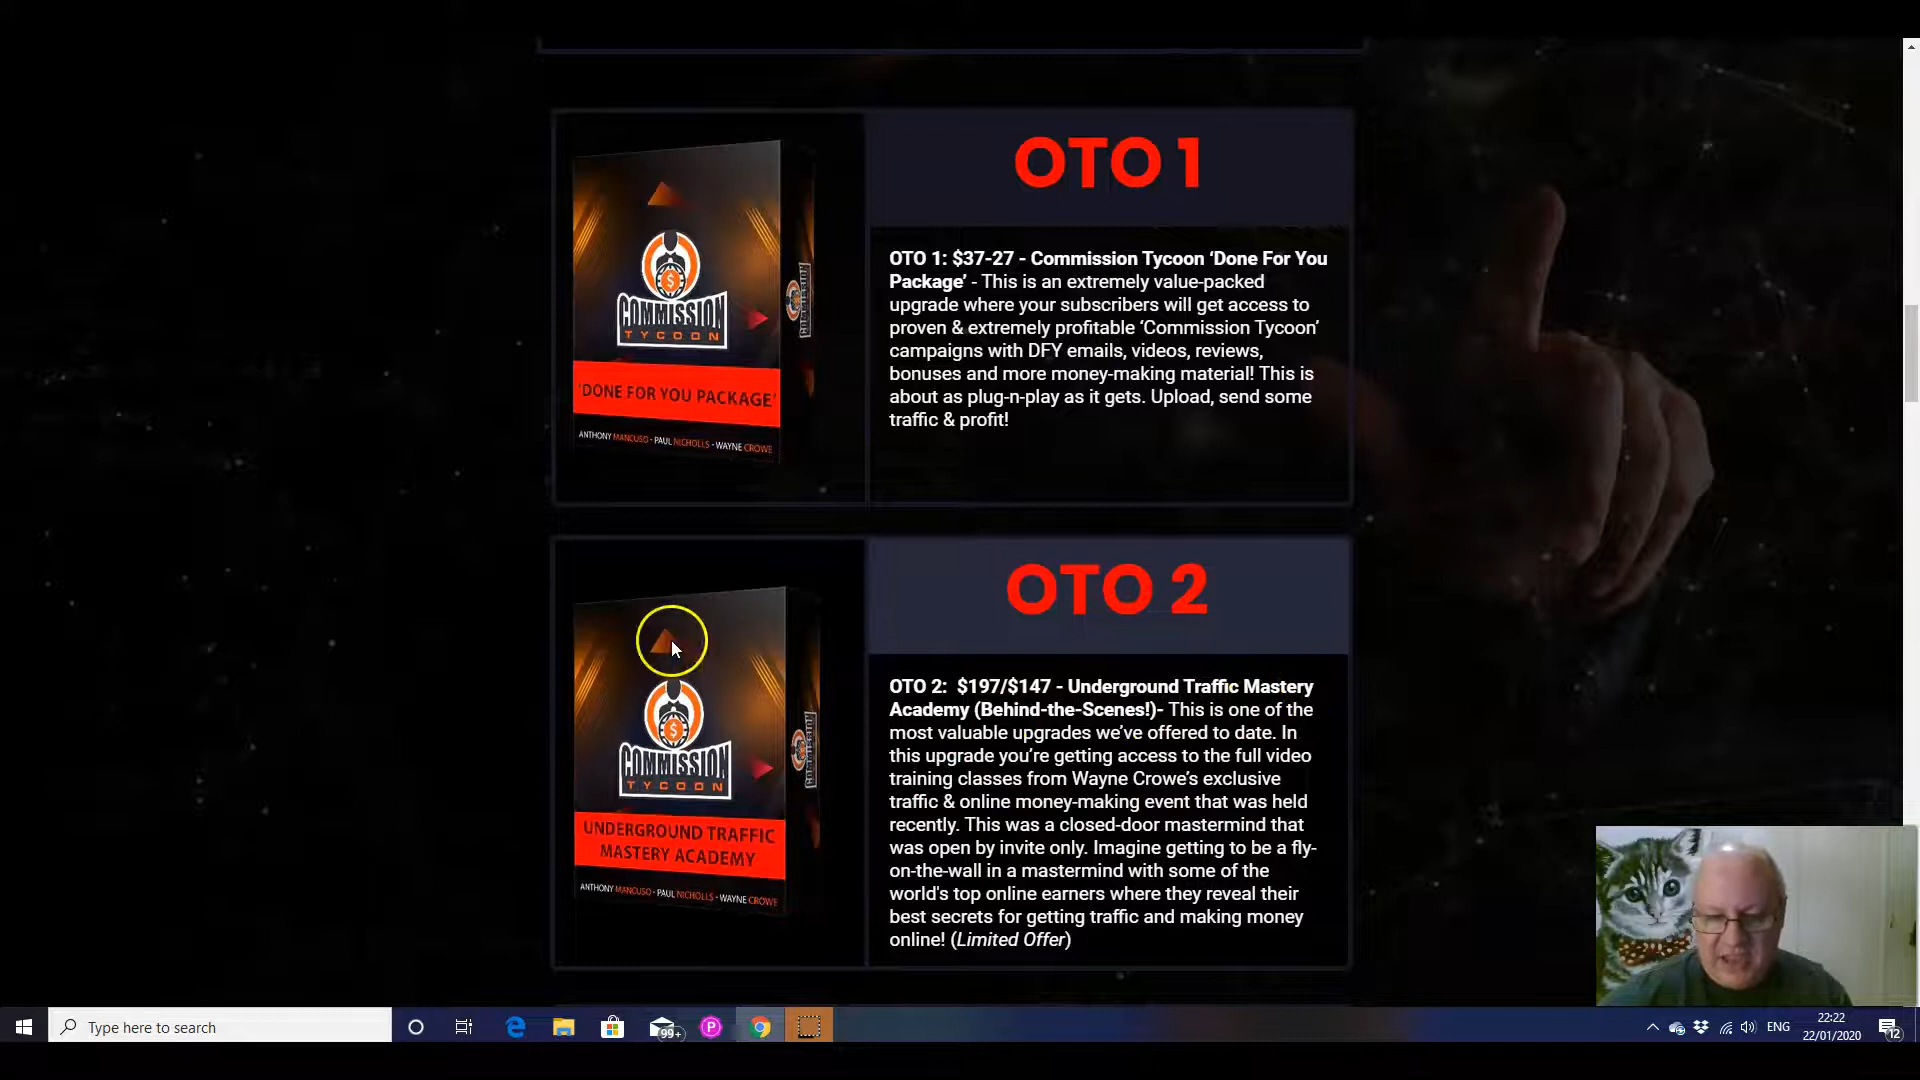 OTO 1
OTO 1: $37-27 - Commission Tycoon ‘Done For You
Package’ - This is an extremely value-packed
upgrade where your subscribers will get access to
proven & extremely profitable ‘Commission Tycoon’
campaigns with DFY emails, videos, reviews,
bonuses and more money-making material! This is
about as plug-n-play as it gets. Upload, send some
traffic & profit!
$
COMMISSION
TYCOON
'DONE FOR YOU PACKAGE'
ANTHONY MANCUSO - PAUL NICHOLLS - WAYNE CROWE
COMMISSION
TYCOON
OTO 2
OTO 2:  $197/$147 - Underground Traffic Mastery
Academy (Behind-the-Scenes!)- This is one of the
most valuable upgrades we’ve offered to date. In
this upgrade you’re getting access to the full video
training classes from Wayne Crowe’s exclusive
traffic & online money-making event that was held
recently. This was a closed-door mastermind that
was open by invite only. Imagine getting to be a fly-
on-the-wall in a mastermind with some of the
world's top online earners where they reveal their
best secrets for getting traffic and making money
online! (Limited Offer)
$
COMMISSION
TYCOON
UNDERGROUND TRAFFIC
MASTERY ACADEMY
ANTHONY MANCUSO - PAUL NICHOLLS - WAYNE CROWE
COMMISSION
TYCOON
Type here to search
99+
P
ENG
22:22
22/01/2020
12